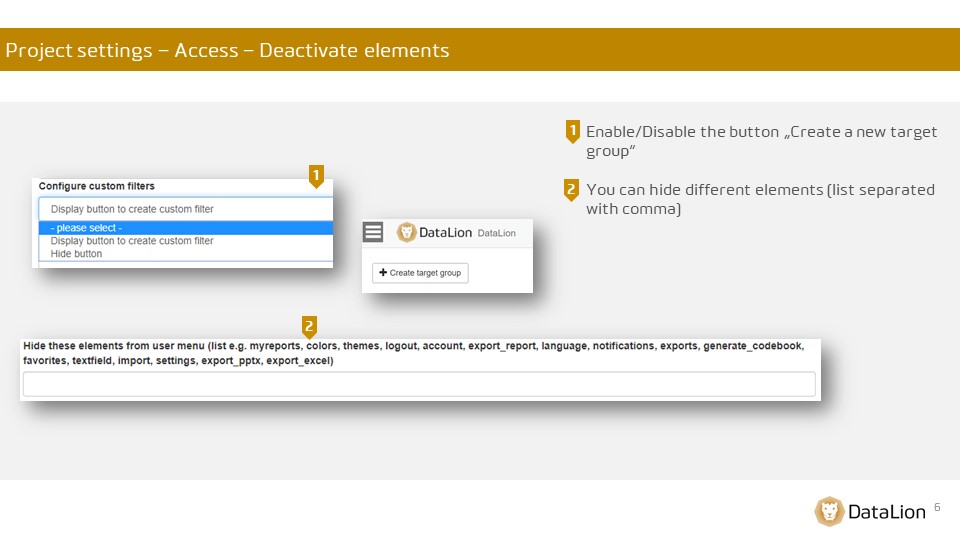 Project settings – Access – Deactivate elements
1 Enable/Disable the button „Create a new target
group“
2 You can hide different elements (list separated
with comma)
1
Configure custom filters
Display button to create custom filter
- please select -
Display button to create custom filter
Hide button
DataLion DataLion
+ Create target group
2
Hide these elements from user menu (list e.g. myreports, colors, themes, logout, account, export_report, language, notifications, exports, generate_codebook,
favorites, textfield, import, settings, export_pptx, export_excel)
DataLion 6